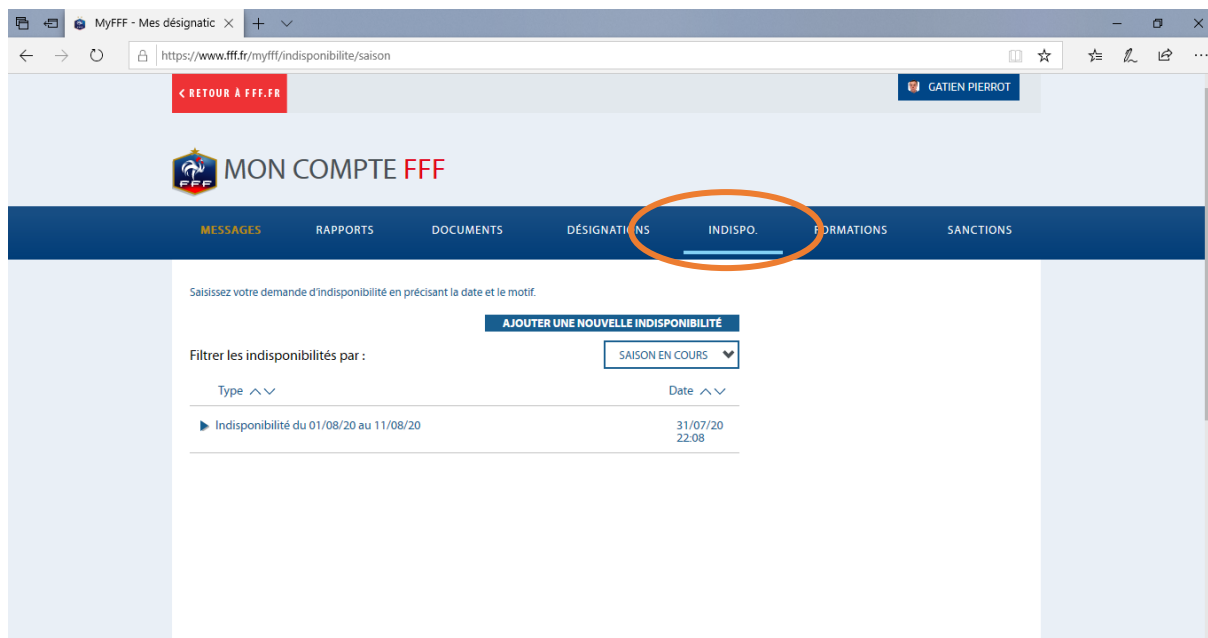 MyFFF - Mes désignatic
https://www.fff.fr/myfff/indisponibilite/saison
< RETOUR À FFF.FR
GATIEN PIERROT
FFF
MON COMPTE FFF
MESSAGES RAPPORTS DOCUMENTS DÉSIGNATIONS INDISPO. FORMATIONS SANCTIONS
Saisissez votre demande d'indisponibilité en précisant la date et le motif.
AJOUTER UNE NOUVELLE INDISPONIBILITÉ
Filtrer les indisponibilités par :
SAISON EN COURS
Type Date
Indisponibilité du 01/08/20 au 11/08/20 31/07/20
22:08